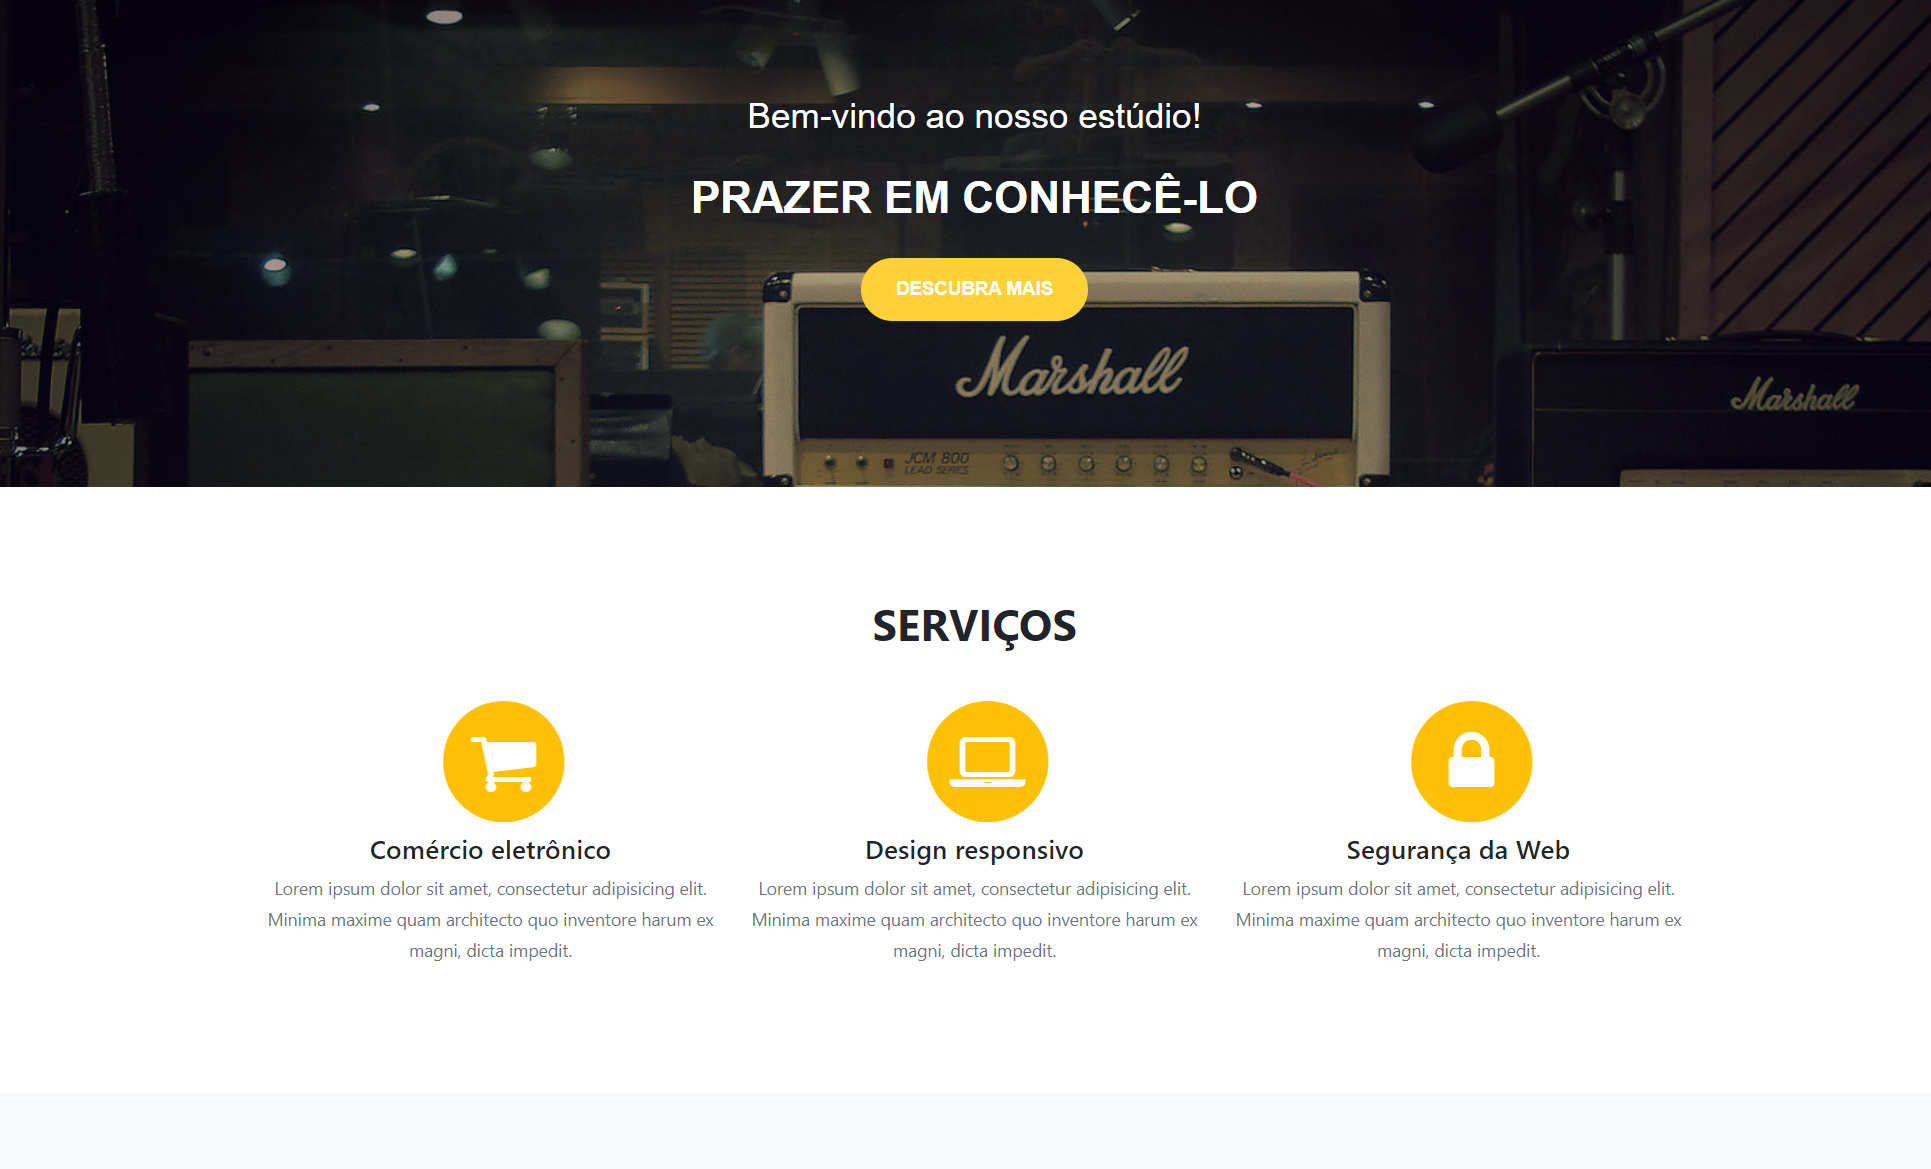 Bem-vindo ao nosso estúdio!
PRAZER EM CONHECÊ-LO
DESCUBRA MAIS
Marshall
Marshall
JCM 800
LEAD SERIES
SERVIÇOS
Comércio eletrônico
Lorem ipsum dolor sit amet, consectetur adipisicing elit.
Minima maxime quam architecto quo inventore harum ex
magni, dicta impedit.
Design responsivo
Lorem ipsum dolor sit amet, consectetur adipisicing elit.
Minima maxime quam architecto quo inventore harum ex
magni, dicta impedit.
Segurança da Web
Lorem ipsum dolor sit amet, consectetur adipisicing elit.
Minima maxime quam architecto quo inventore harum ex
magni, dicta impedit.